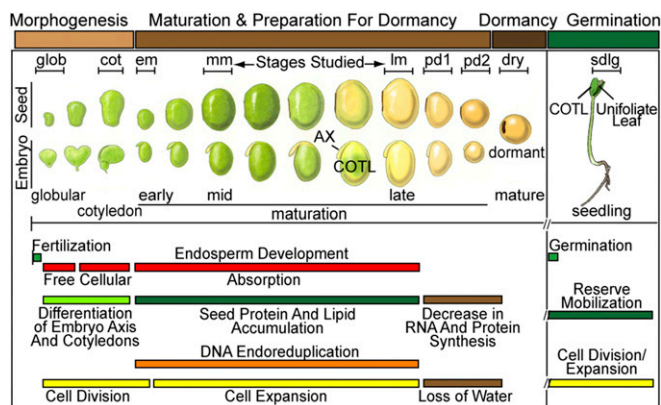 Morphogenesis Maturation & Preparation For Dormancy Dormancy Germination
glob cot em mm Stages Studied lm pd1 pd2 dry sdlg
Seed
COTL Unifoliate
Leaf
AX
COTL
Embryo
dormant
globular early mid late mature seedling
cotyledon maturation
Fertilization Endosperm Development Germination
Free Cellular Absorption
Differentiation
of Embryo Axis
And Cotyledons
Seed Protein And Lipid
Accumulation
Decrease in
RNA And Protein
Synthesis
Reserve
Mobilization
DNA Endoreduplication
Cell Division/
Expansion
Cell Division Cell Expansion Loss of Water